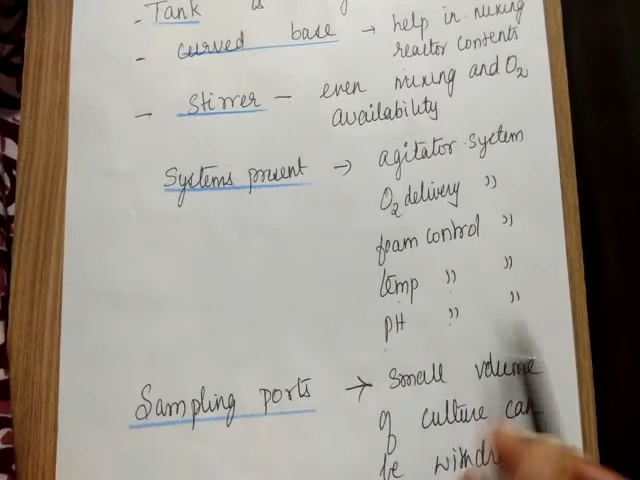 - Tank is
- Curved base → help in mixing
reactor contents
- Stirrer – even mixing and O₂
availability
Systems present → agitator system
O₂ delivery "
foam control "
temp " "
pH " "
Sampling ports → small volume
of culture can
be withdr